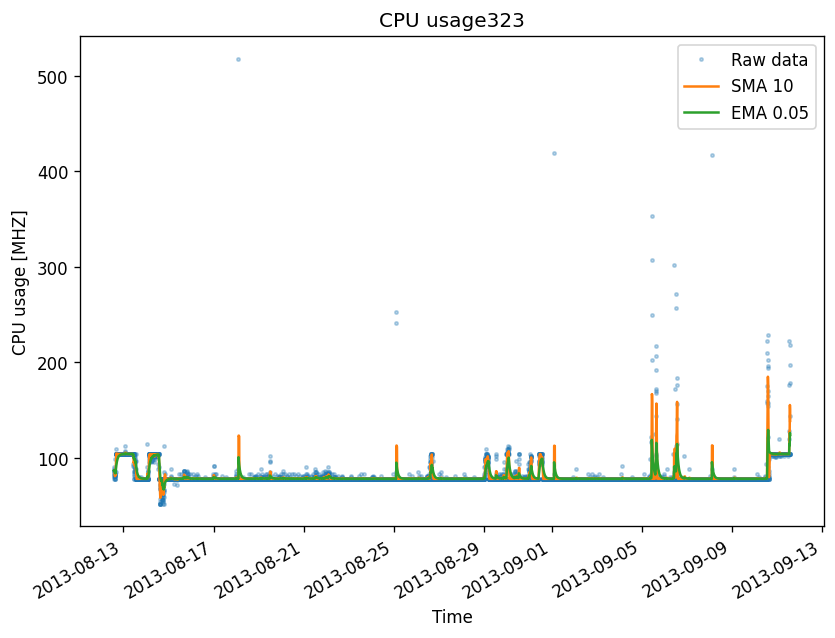 CPU usage323
CPU usage [MHZ]
500
400
300
200
100
Raw data
SMA 10
EMA 0.05
2013-08-13
2013-08-17
2013-08-21
2013-08-25
2013-08-29
2013-09-01
2013-09-05
2013-09-09
2013-09-13
Time